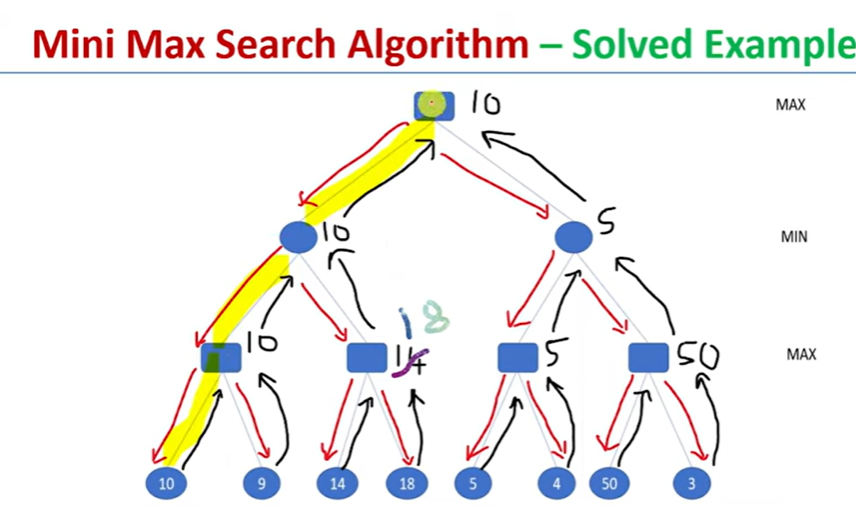 Mini Max Search Algorithm – Solved Example
10 MAX
10 5 MIN
18
10 14 5 50 MAX
10 9 14 18 5 4 50 3